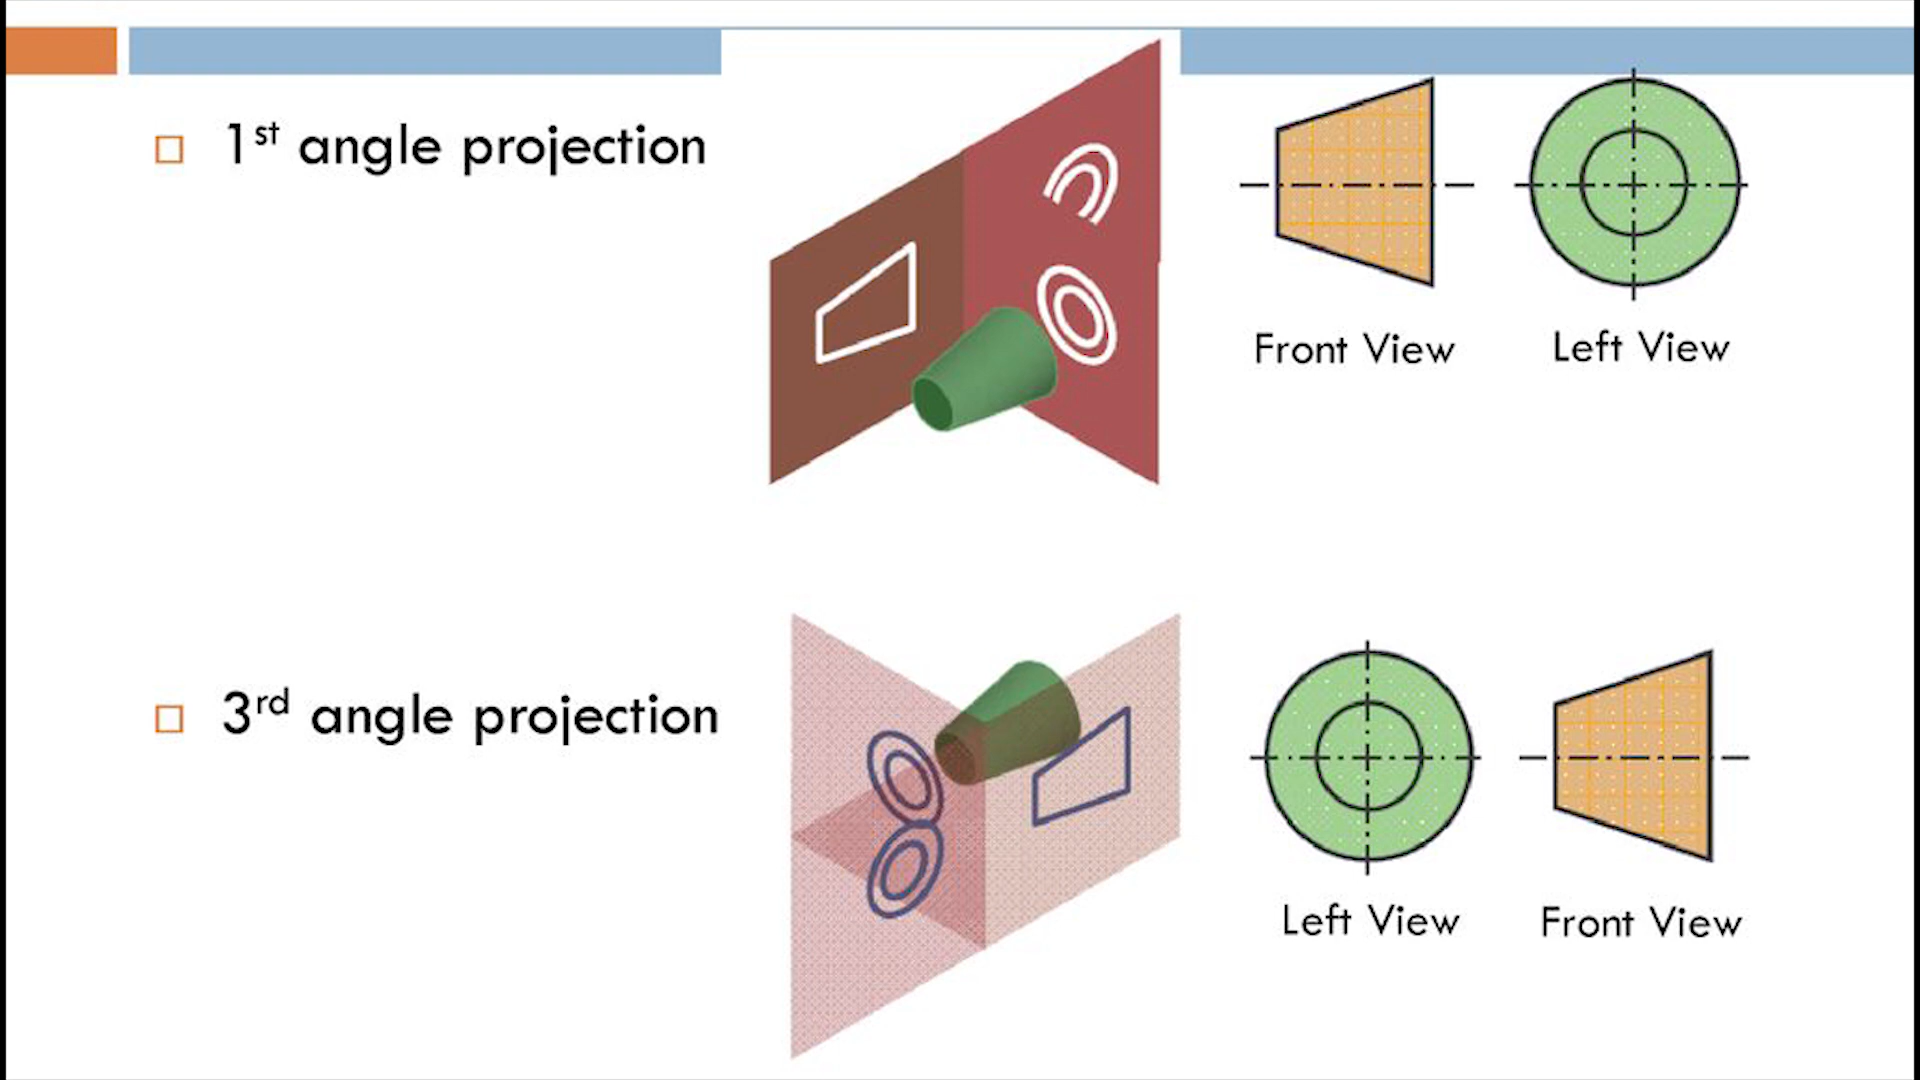 1st angle projection
Front View
Left View
3rd angle projection
Left View
Front View